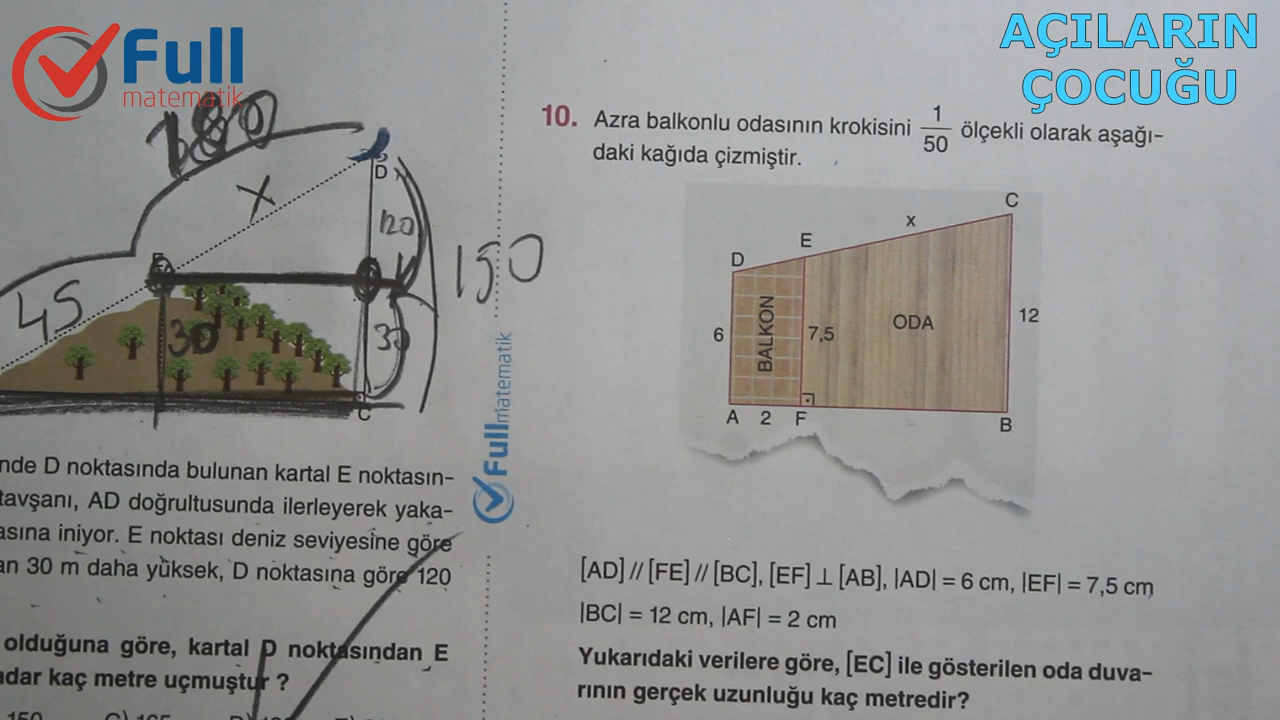 Full
matematik
AÇILARIN
ÇOCUĞU
180
x
D
120
150
E
K
45
30
30
C
nde D noktasında bulunan kartal E noktasın-
tavşanı, AD doğrultusunda ilerleyerek yaka-
asına iniyor. E noktası deniz seviyesine göre
an 30 m daha yüksek, D noktasına göre 120
olduğuna göre, kartal D noktasından E
adar kaç metre uçmuştur ?
Full matematik
10. Azra balkonlu odasının krokisini 1/50 ölçekli olarak aşağı-
daki kağıda çizmiştir.
C
x
E
D
BALKON
ODA
6
7,5
12
A 2 F B
[AD] // [FE] // [BC], [EF] ⊥ [AB], |AD| = 6 cm, |EF| = 7,5 cm
|BC| = 12 cm, |AF| = 2 cm
Yukarıdaki verilere göre, [EC] ile gösterilen oda duva-
rının gerçek uzunluğu kaç metredir?